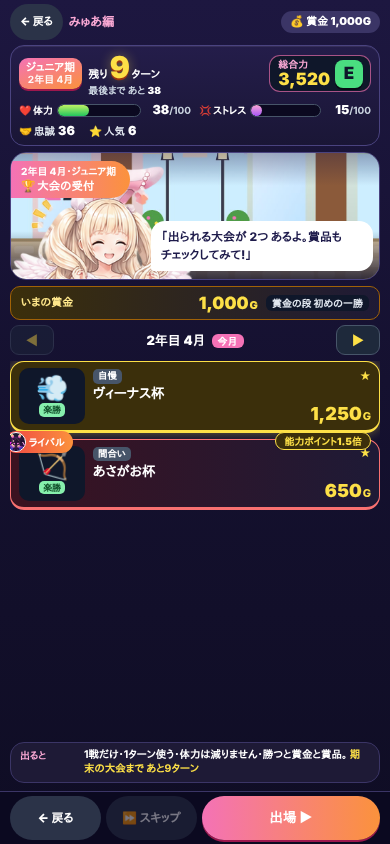 ← 戻る
みゅあ編
💰 賞金 1,000G
ジュニア期
2年目 4月
残り9ターン
最後まで あと 38
総合力
3,520 E
❤️ 体力 38/100
💢 ストレス 15/100
🤝 忠誠 36 ⭐ 人気 6
2年目 4月・ジュニア期
🏆 大会の受付
「出られる大会が 2つ あるよ。賞品も
チェックしてみて!」
いまの賞金 1,000G 賞金の段 初めの一勝
◀ 2年目 4月 今月 ▶
自慢 ★
ヴィーナス杯
楽勝
1,250G
ライバル 能力ポイント1.5倍
間合い ★
あさがお杯
楽勝
650G
出ると
1戦だけ・1ターン使う・体力は減りません・勝つと賞金と賞品。 期
末の大会まで あと9ターン
← 戻る
⏩ スキップ
出場 ▶